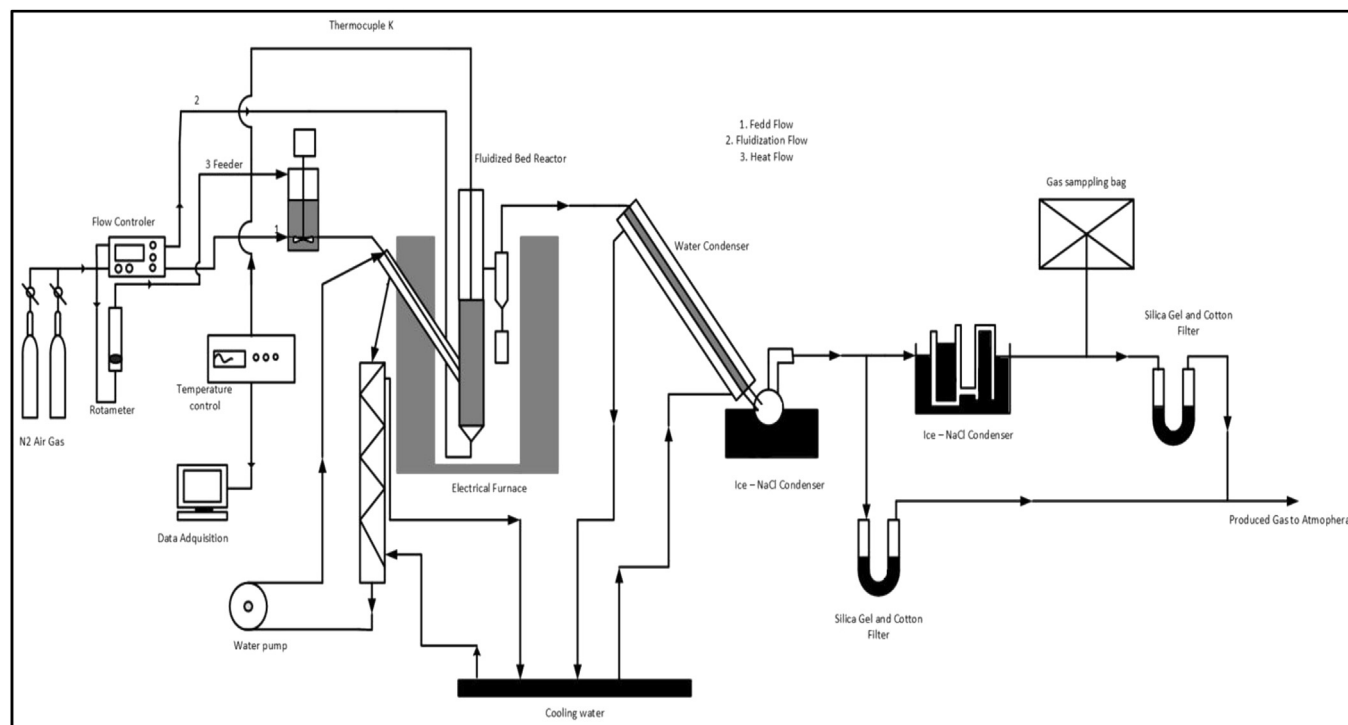 Thermocuple K
2
1. Fedd Flow
2. Fluidization Flow
3. Heat Flow
3 Feeder
Fluidized Bed Reactor
Gas samppling bag
Flow Controler
1
Water Condenser
Silica Gel and Cotton
Filter
Temperature
control
Rotameter
N2 Air Gas
Ice – NaCl Condenser
Electrical Furnace
Ice – NaCl Condenser
Produced Gas to Atmophera
Data Adquisition
Silica Gel and Cotton
Filter
Water pump
Cooling water